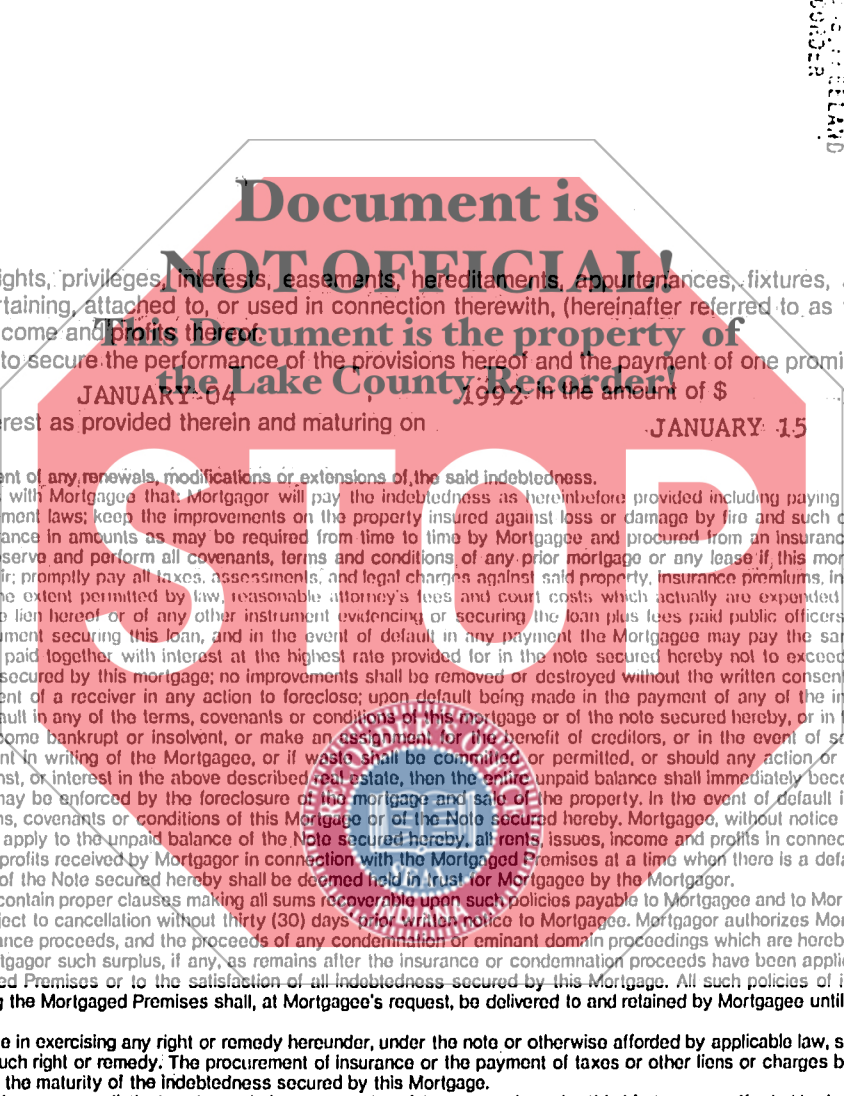 Document is
NOT OFFICIAL!
This Document is the property of
the Lake County Recorder!
STOP
ights, privileges, interests, easements, hereditaments, appurtenances, fixtures,
rtaining, attached to, or used in connection therewith, (hereinafter referred to as
come and profits thereof.
to secure the performance of the provisions hereof and the payment of one promi
JANUARY 04 , 1992 in the amount of $
rest as provided therein and maturing on JANUARY 15
ent of any renewals, modifications or extensions of the said indebtedness.
with Mortgagee that: Mortgagor will pay the indebtedness as hereinbefore provided including paying
ment laws; keep the improvements on the property insured against loss or damage by fire and such o
ance in amounts as may be required from time to time by Mortgagee and procured from an insuranc
serve and perform all covenants, terms and conditions of any prior mortgage or any lease if this mor
ir; promptly pay all taxes, assessments, and legal charges against said property, insurance premiums, in
he extent permitted by law, reasonable attorney's fees and court costs which actually are expended
e lien hereof or of any other instrument evidencing or securing the loan plus fees paid public officers
ument securing this loan, and in the event of default in any payment the Mortgagee may pay the sam
paid together with interest at the highest rate provided for in the note secured hereby not to exceed
secured by this mortgage; no improvements shall be removed or destroyed without the written consen
ent of a receiver in any action to foreclose; upon default being made in the payment of any of the in
ault in any of the terms, covenants or conditions of this mortgage or of the note secured hereby, or in
ome bankrupt or insolvent, or make an assignment for the benefit of creditors, or in the event of s
nt in writing of the Mortgagee, or if waste shall be committed or permitted, or should any action or
nst, or interest in the above described real estate, then the entire unpaid balance shall immediately bec
may be enforced by the foreclosure of the mortgage and sale of the property. In the event of default i
ns, covenants or conditions of this Mortgage or of the Note secured hereby. Mortgagee, without notice
apply to the unpaid balance of the Note secured hereby, all rents, issues, income and profits in connec
profits received by Mortgagor in connection with the Mortgaged Premises at a time when there is a defa
of the Note secured hereby shall be deemed held in trust for Mortgagee by the Mortgagor.
contain proper clauses making all sums recoverable upon such policies payable to Mortgagee and to Mor
ject to cancellation without thirty (30) days prior written notice to Mortgagee. Mortgagor authorizes Mor
ance proceeds, and the proceeds of any condemnation or eminent domain proceedings which are hereb
tgagor such surplus, if any, as remains after the insurance or condemnation proceeds have been applie
ed Premises or to the satisfaction of all indebtedness secured by this Mortgage. All such policies of i
g the Mortgaged Premises shall, at Mortgagee's request, be delivered to and retained by Mortgagee until
e in exercising any right or remedy hereunder, under the note or otherwise afforded by applicable law, s
uch right or remedy. The procurement of insurance or the payment of taxes or other liens or charges b
the maturity of the indebtedness secured by this Mortgage.